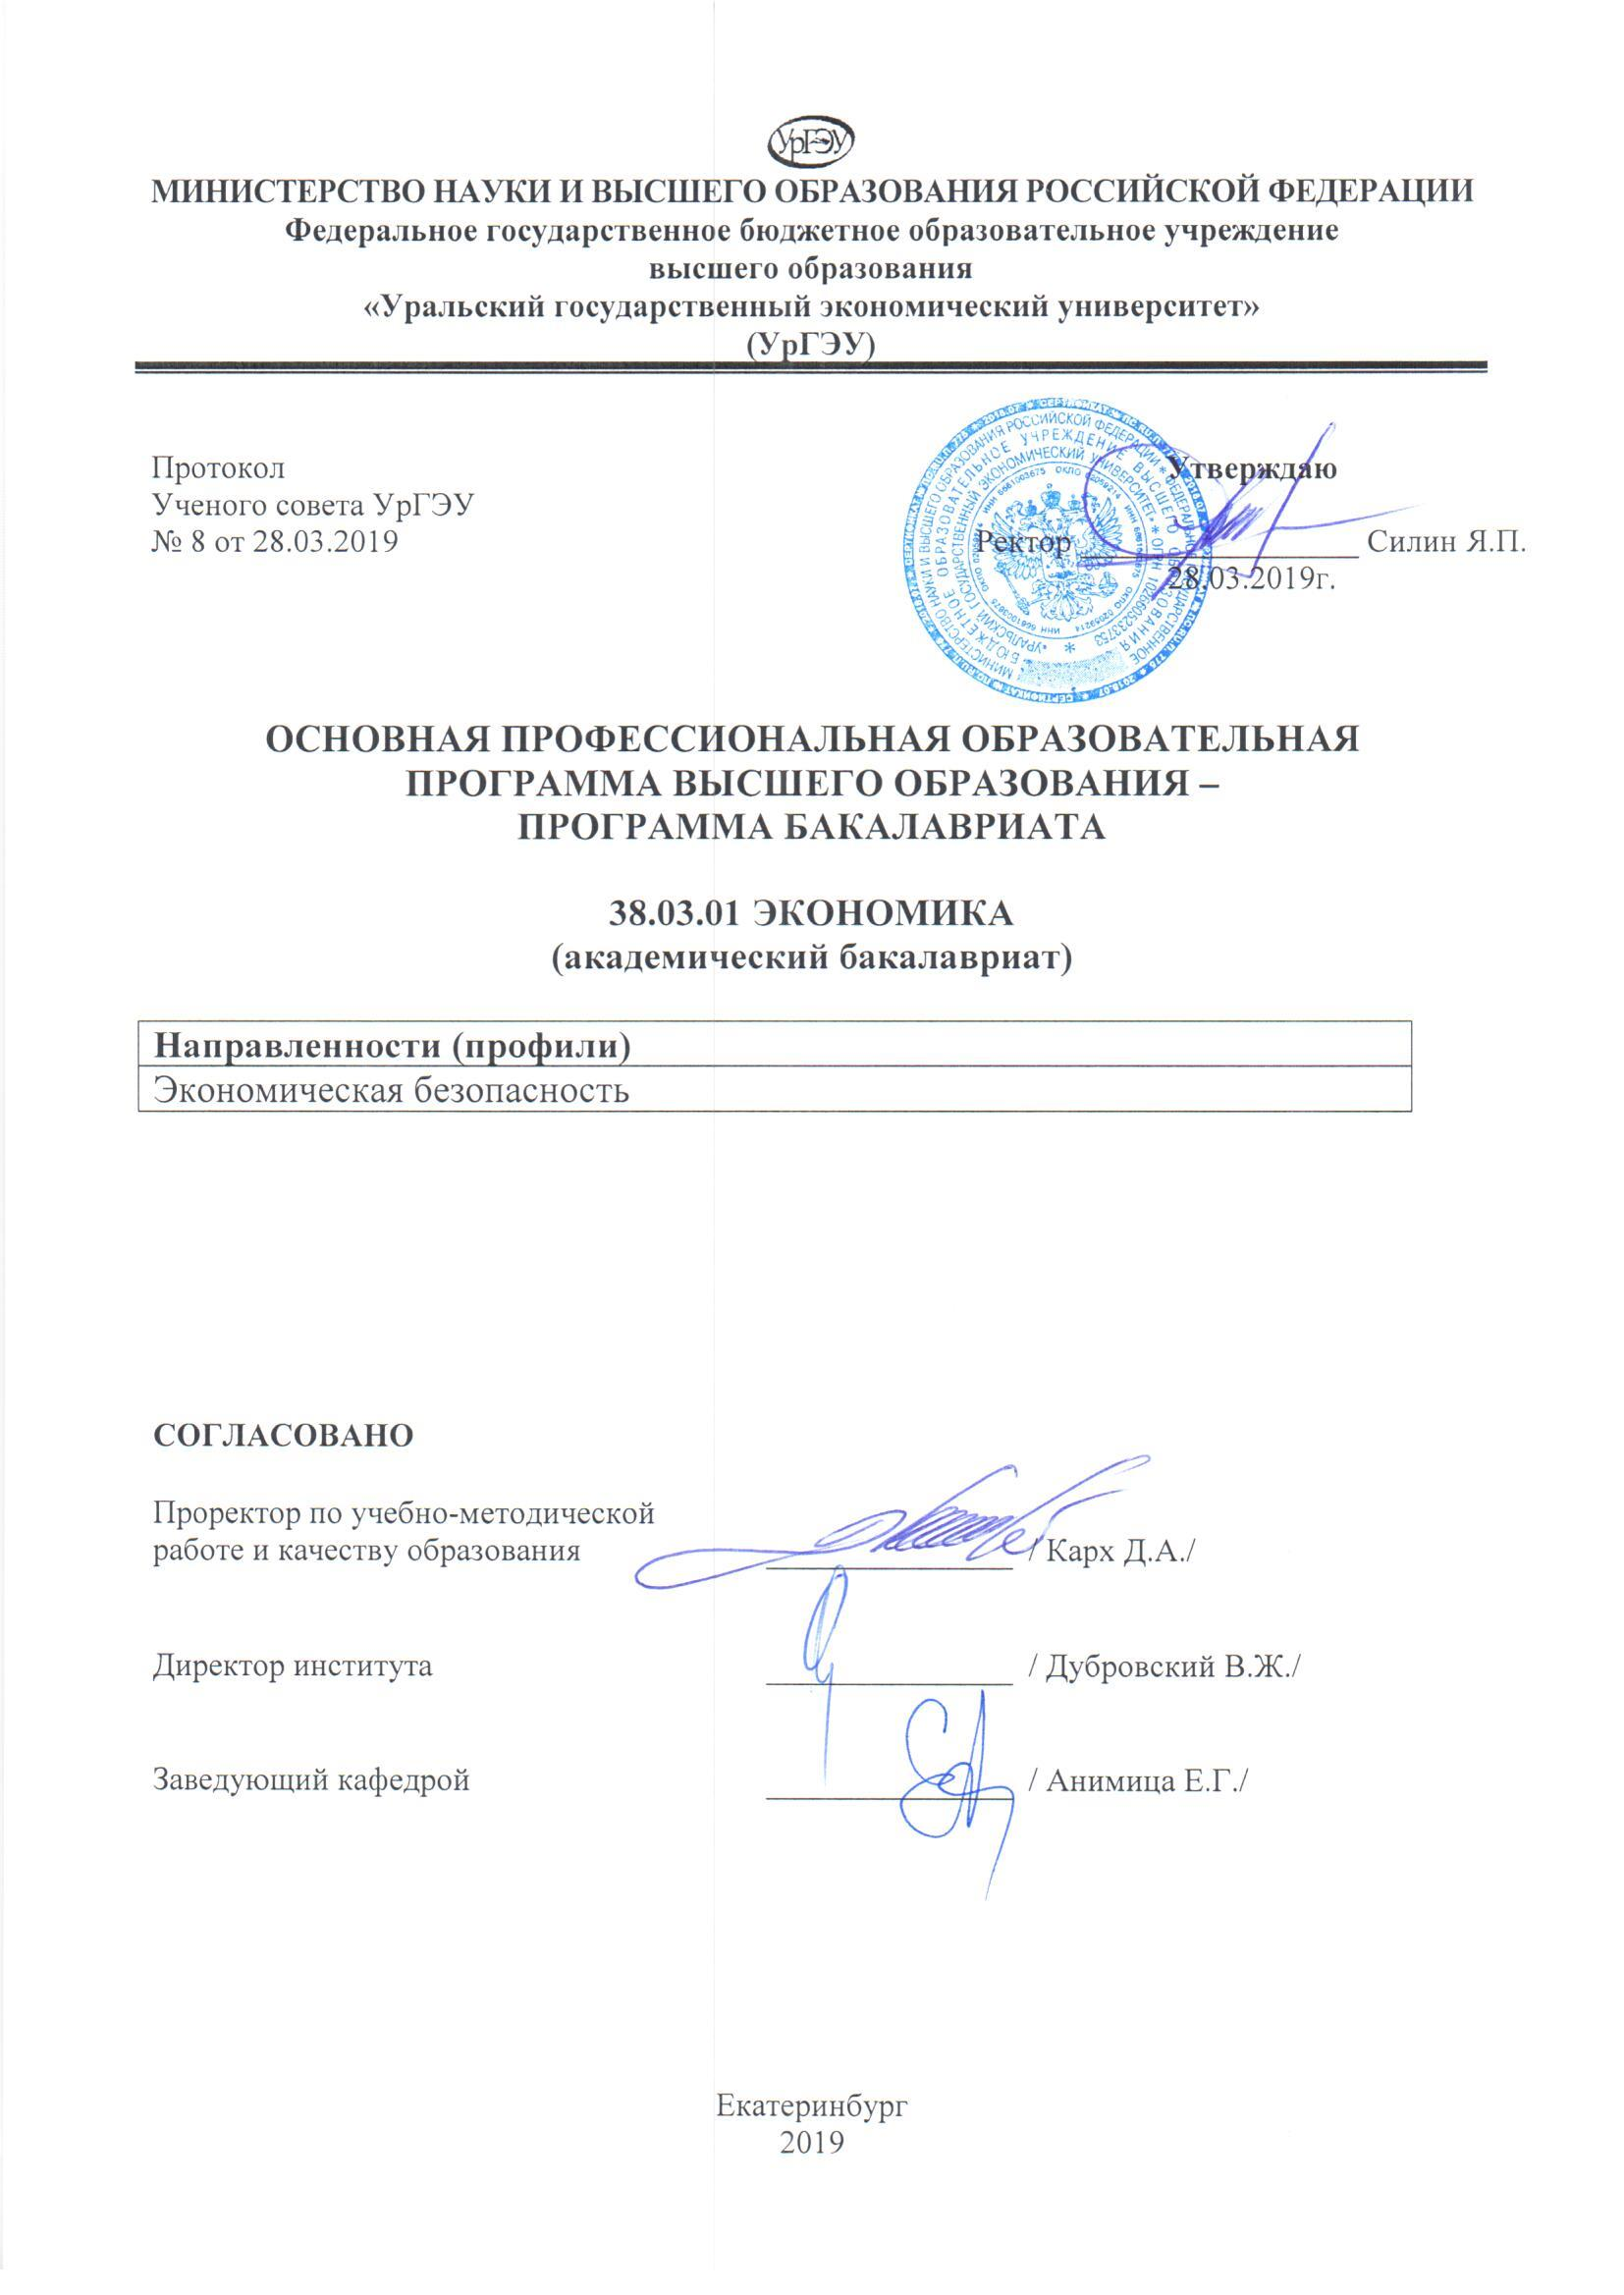 УрГЭУ
МИНИСТЕРСТВО НАУКИ И ВЫСШЕГО ОБРАЗОВАНИЯ РОССИЙСКОЙ ФЕДЕРАЦИИ
Федеральное государственное бюджетное образовательное учреждение
высшего образования
«Уральский государственный экономический университет»
(УрГЭУ)
Протокол
Ученого совета УрГЭУ
№ 8 от 28.03.2019
Утверждаю
Ректор Силин Я.П.
28.03.2019г.
ОСНОВНАЯ ПРОФЕССИОНАЛЬНАЯ ОБРАЗОВАТЕЛЬНАЯ
ПРОГРАММА ВЫСШЕГО ОБРАЗОВАНИЯ –
ПРОГРАММА БАКАЛАВРИАТА
38.03.01 ЭКОНОМИКА
(академический бакалавриат)
Направленности (профили)
Экономическая безопасность
СОГЛАСОВАНО
Проректор по учебно-методической
работе и качеству образования / Карх Д.А./
Директор института / Дубровский В.Ж./
Заведующий кафедрой / Анимица Е.Г./
Екатеринбург
2019